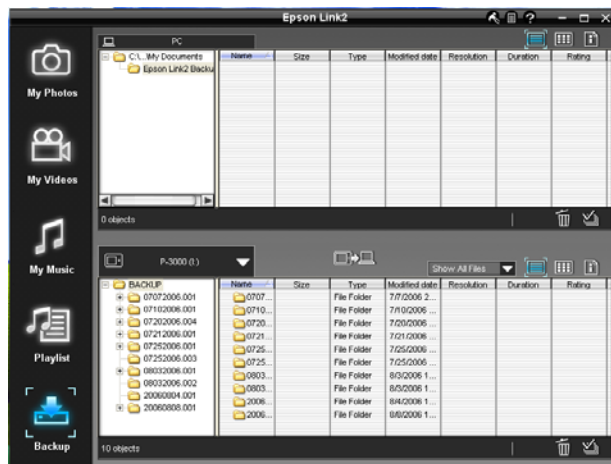 Epson Link2
PC
My Photos
My Videos
My Music
Playlist
Backup
C:\...\My Documents
Epson Link2 Backu
Name Size Type Modified date Resolution Duration Rating
0 objects
P-3000 (I:)
Show All Files
BACKUP
07072006.001
07102006.001
07202006.004
07212006.001
07252006.001
07252006.003
08032006.001
08032006.002
20060804.001
20060808.001
Name Size Type Modified date Resolution Duration Rating
0707... File Folder 7/7/2006 2...
0710... File Folder 7/10/2006 ...
0720... File Folder 7/20/2006 ...
0721... File Folder 7/21/2006 ...
0725... File Folder 7/25/2006 ...
0725... File Folder 7/25/2006 ...
0803... File Folder 8/3/2006 1...
0803... File Folder 8/3/2006 1...
2006... File Folder 8/4/2006 1...
2006... File Folder 8/8/2006 1...
10 objects